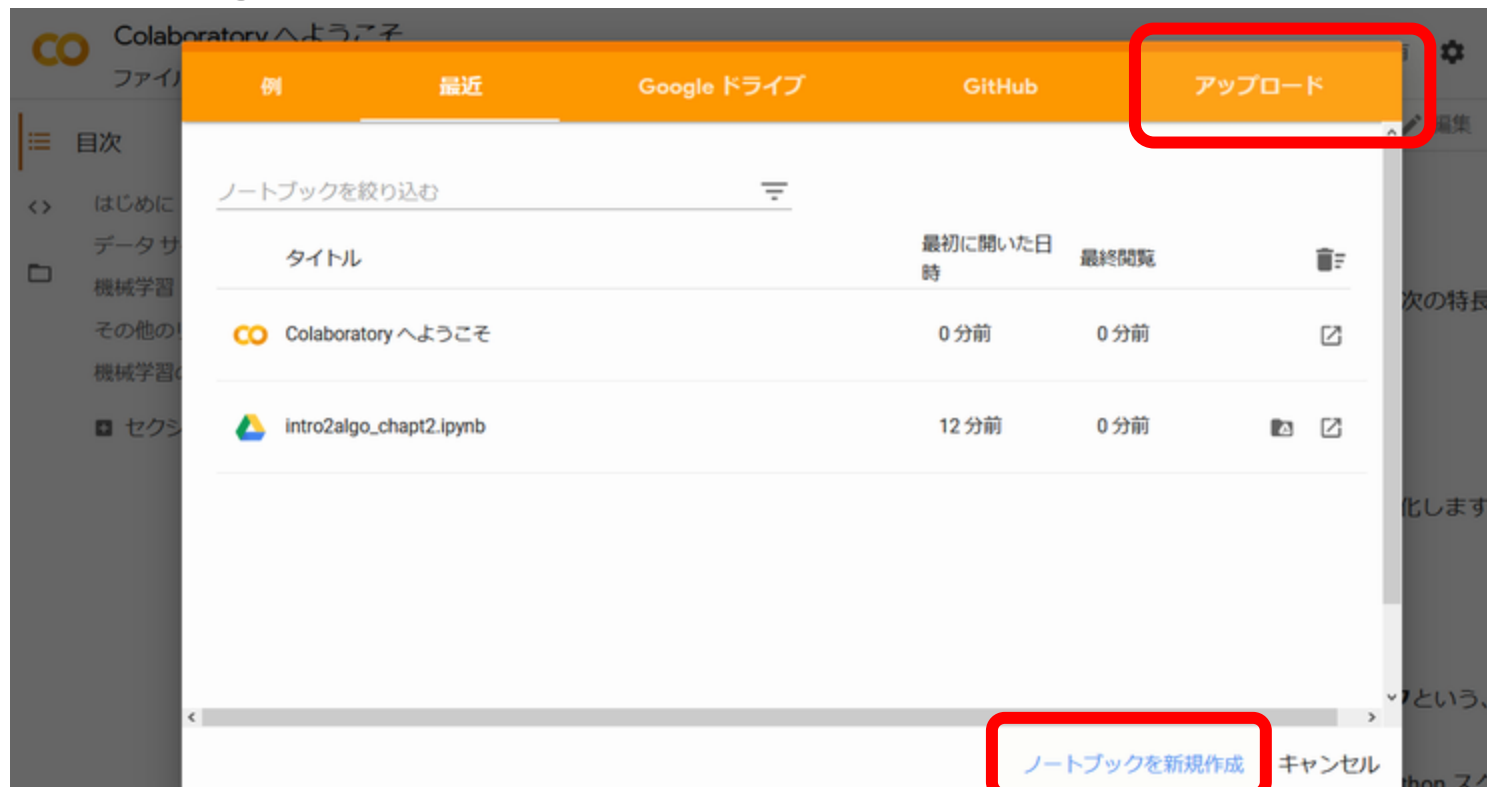 Colaboratory へようこそ
ファイル
例 最近 Google ドライブ GitHub アップロード
編集
目次
はじめに
データ サ
機械学習
その他の
機械学習の
セクシ
ノートブックを絞り込む
タイトル 最初に開いた日時 最終閲覧
Colaboratory へようこそ 0 分前 0 分前
intro2algo_chapt2.ipynb 12 分前 0 分前
次の特長
化します
という、
ノートブックを新規作成 キャンセル